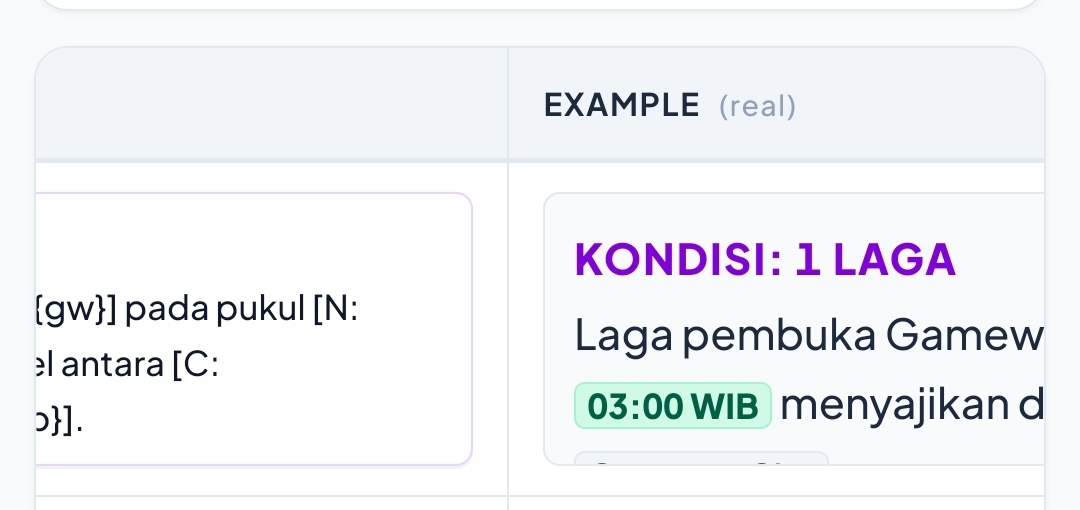 EXAMPLE (real)
{gw}] pada pukul [N:
el antara [C:
}].
KONDISI: 1 LAGA
Laga pembuka Gamew
03:00 WIB menyajikan d